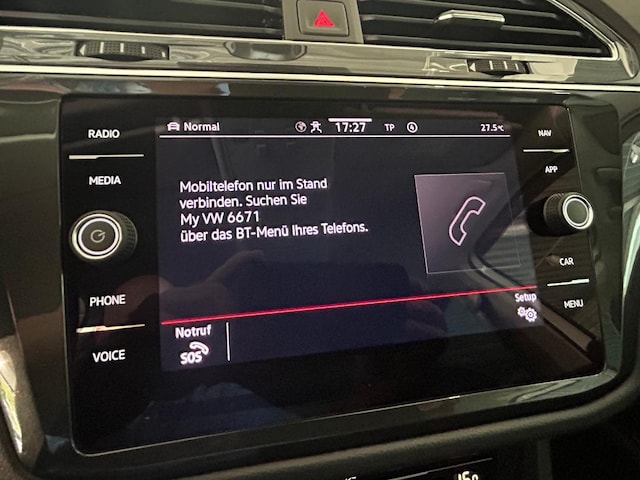 RADIO
MEDIA
PHONE
VOICE
Normal
17:27
TP
27.5°C
Mobiltelefon nur im Stand
verbinden. Suchen Sie
My VW 6671
über das BT-Menü Ihres Telefons.
Setup
Notruf
SOS
NAV
APP
CAR
MENU